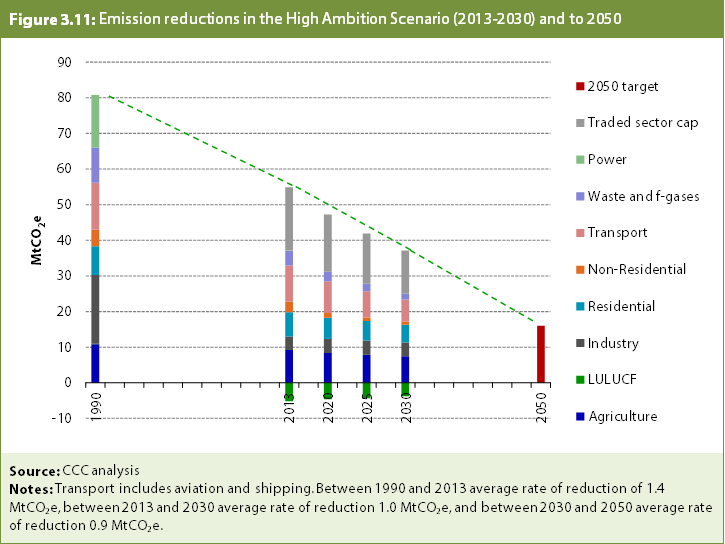 Figure 3.11: Emission reductions in the High Ambition Scenario (2013-2030) and to 2050
90
80
70
60
50
40
30
20
10
0
-10
MtCO₂e
1990
2013
2020
2025
2030
2050
2050 target
Traded sector cap
Power
Waste and f-gases
Transport
Non-Residential
Residential
Industry
LULUCF
Agriculture
Source: CCC analysis
Notes: Transport includes aviation and shipping. Between 1990 and 2013 average rate of reduction of 1.4
MtCO₂e, between 2013 and 2030 average rate of reduction 1.0 MtCO₂e, and between 2030 and 2050 average rate
of reduction 0.9 MtCO₂e.